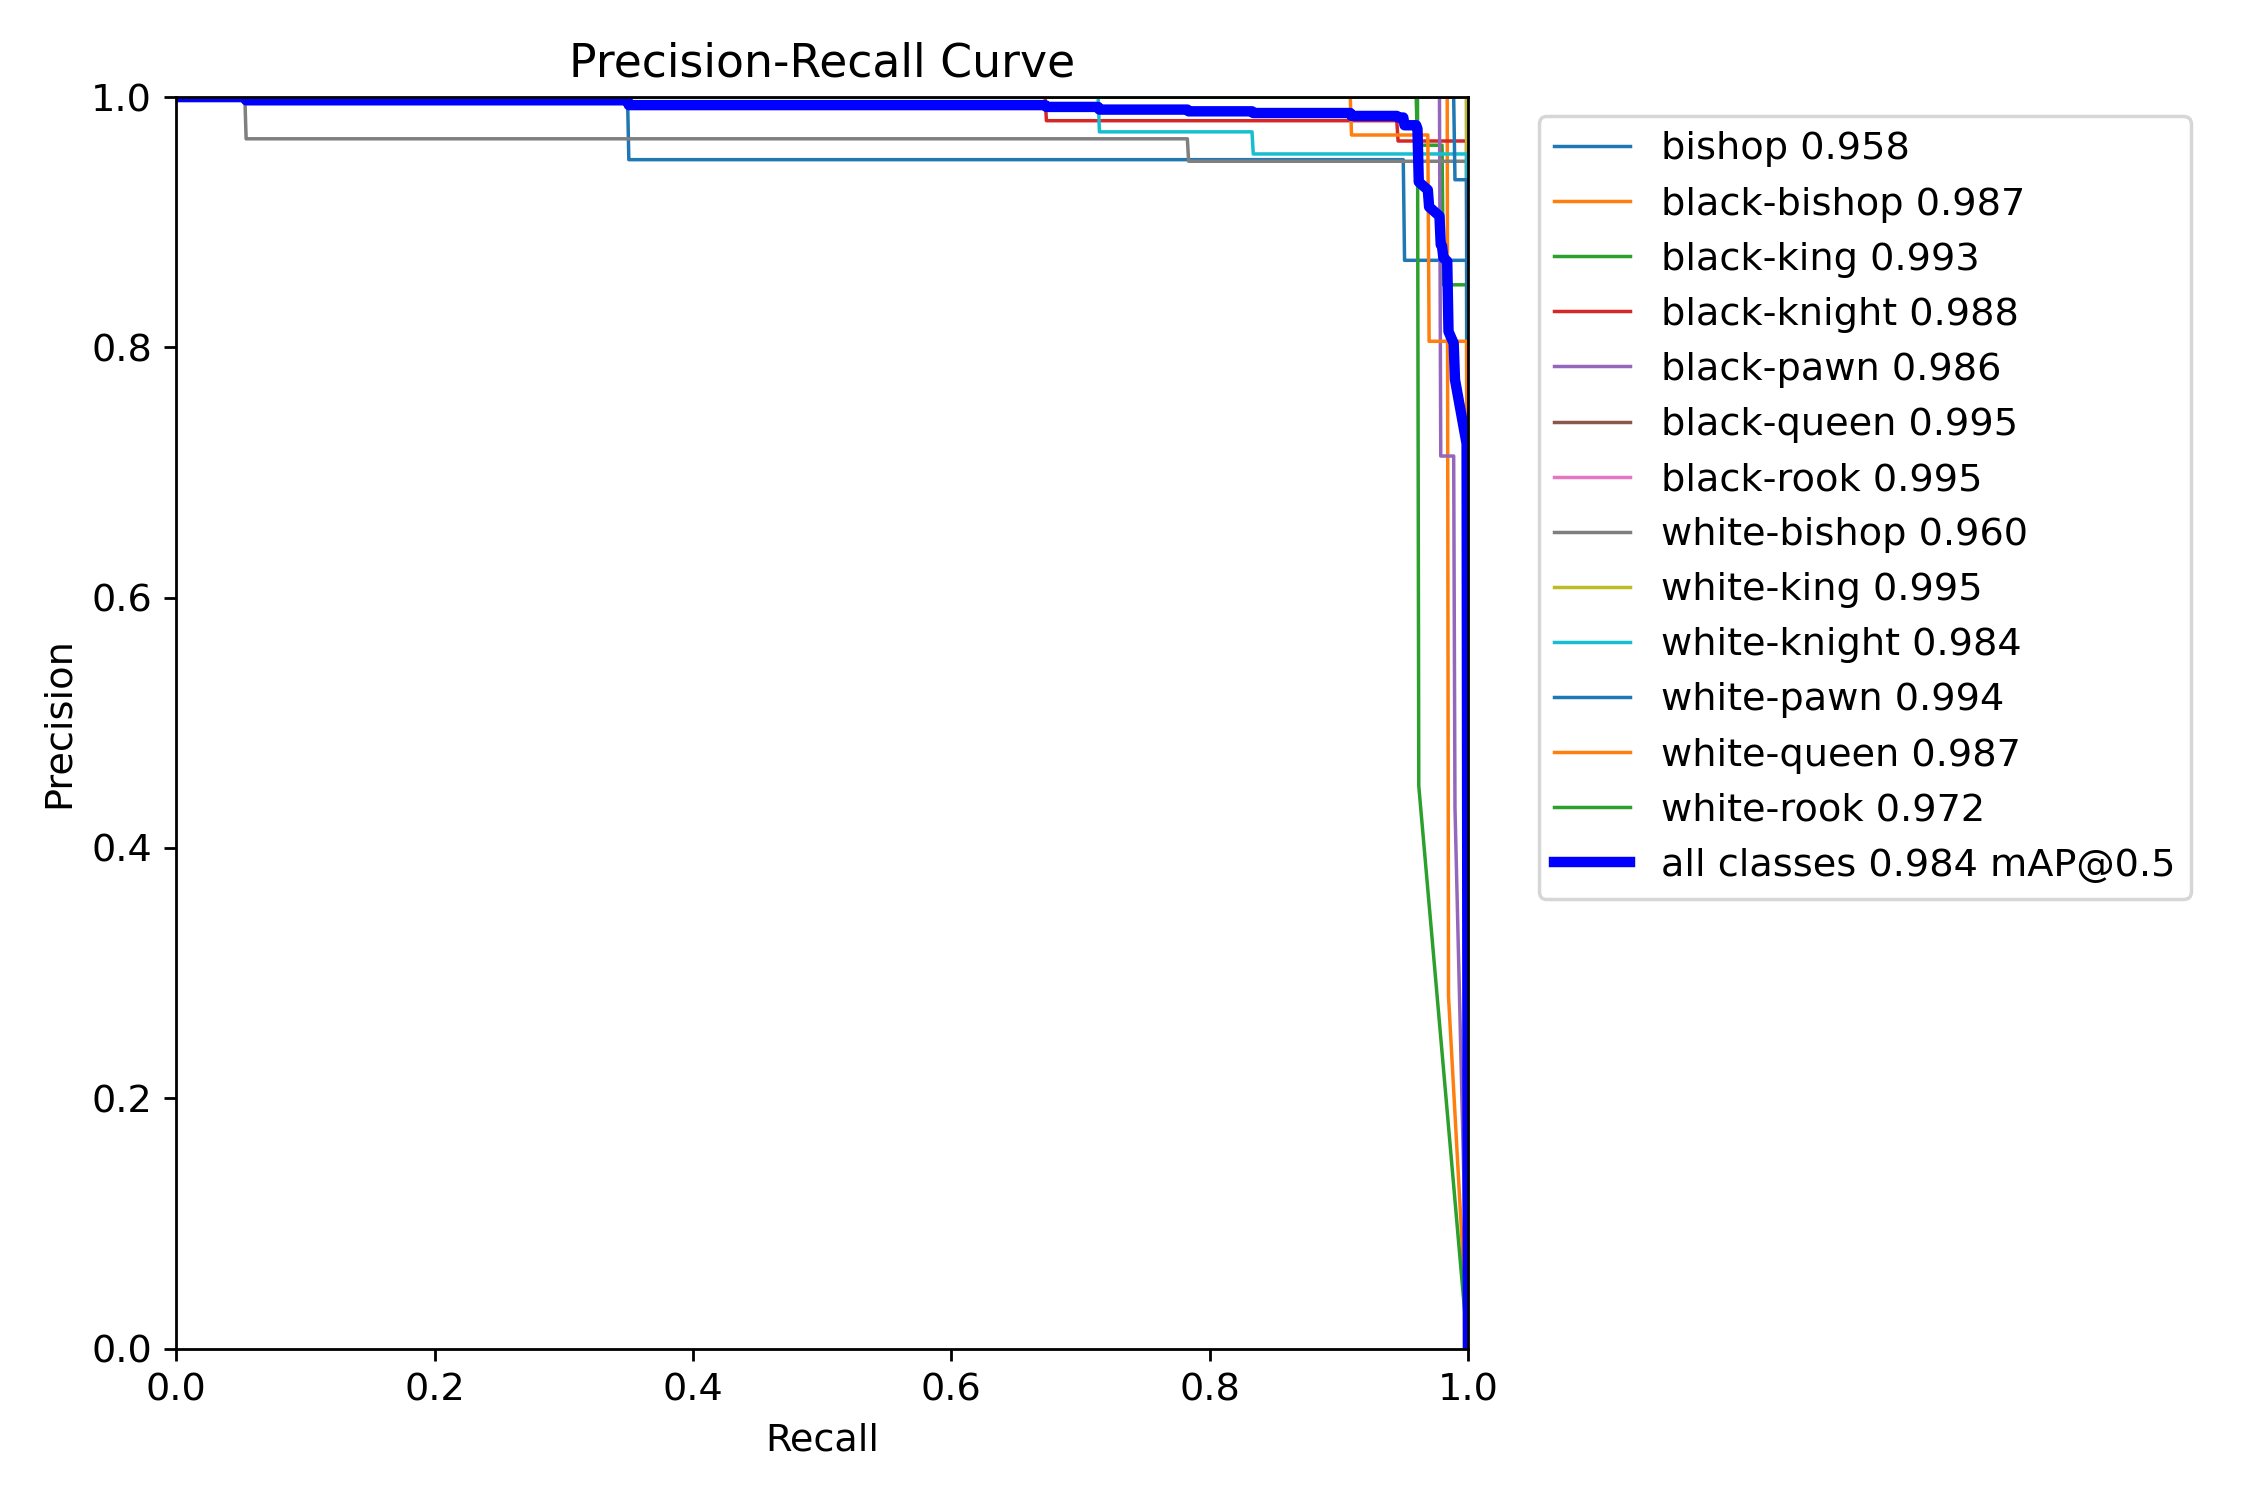 Precision-Recall Curve
1.0
0.8
0.6
0.4
0.2
0.0
Precision
0.0 0.2 0.4 0.6 0.8 1.0
Recall
bishop 0.958
black-bishop 0.987
black-king 0.993
black-knight 0.988
black-pawn 0.986
black-queen 0.995
black-rook 0.995
white-bishop 0.960
white-king 0.995
white-knight 0.984
white-pawn 0.994
white-queen 0.987
white-rook 0.972
all classes 0.984 mAP@0.5